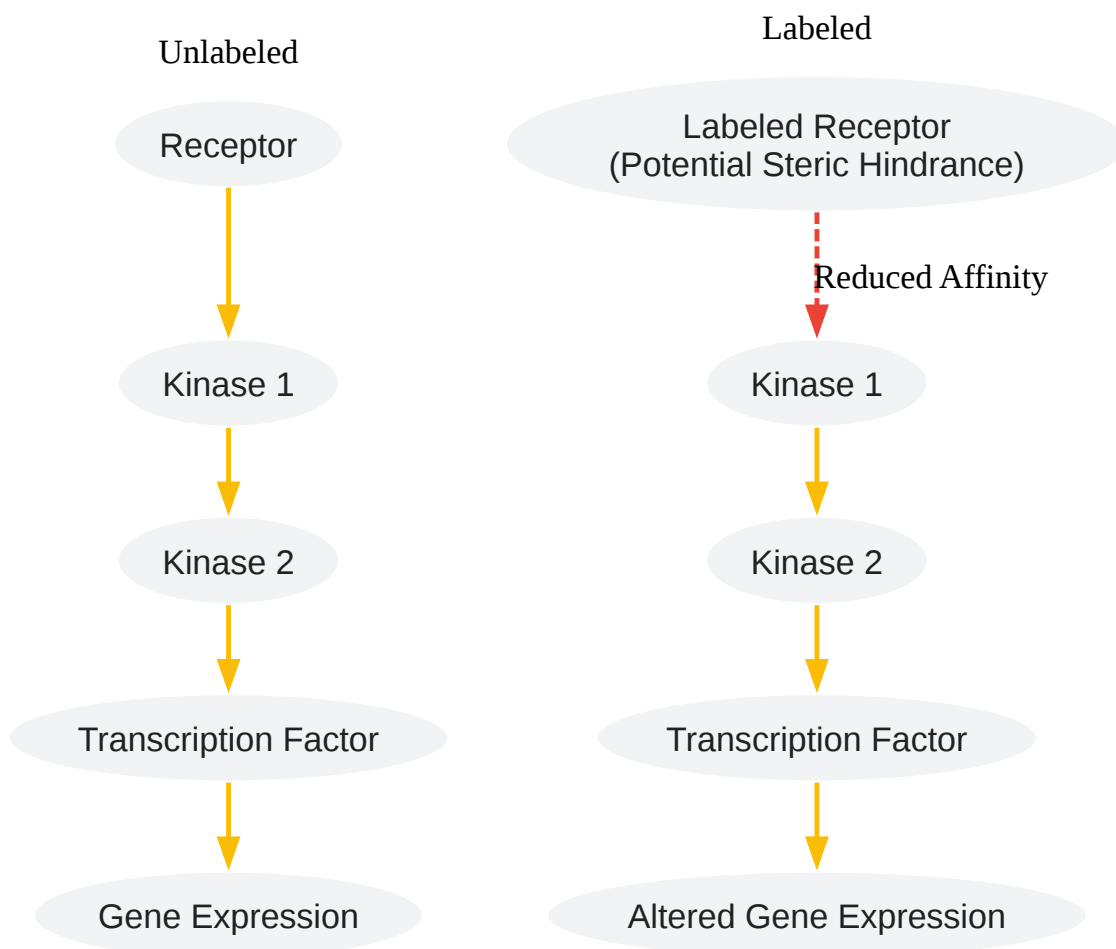 Unlabeled
Receptor
Kinase 1
Kinase 2
Transcription Factor
Gene Expression
Labeled
Labeled Receptor
(Potential Steric Hindrance)
Reduced Affinity
Kinase 1
Kinase 2
Transcription Factor
Altered Gene Expression